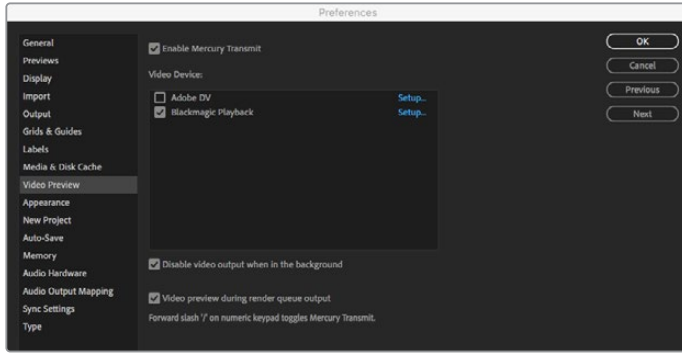 Preferences
General
Previews
Display
Import
Output
Grids & Guides
Labels
Media & Disk Cache
Video Preview
Appearance
New Project
Auto-Save
Memory
Audio Hardware
Audio Output Mapping
Sync Settings
Type
Enable Mercury Transmit
Video Device:
Adobe DV Setup...
Blackmagic Playback Setup...
Disable video output when in the background
Video preview during render queue output
Forward slash '/' on numeric keypad toggles Mercury Transmit.
OK
Cancel
Previous
Next